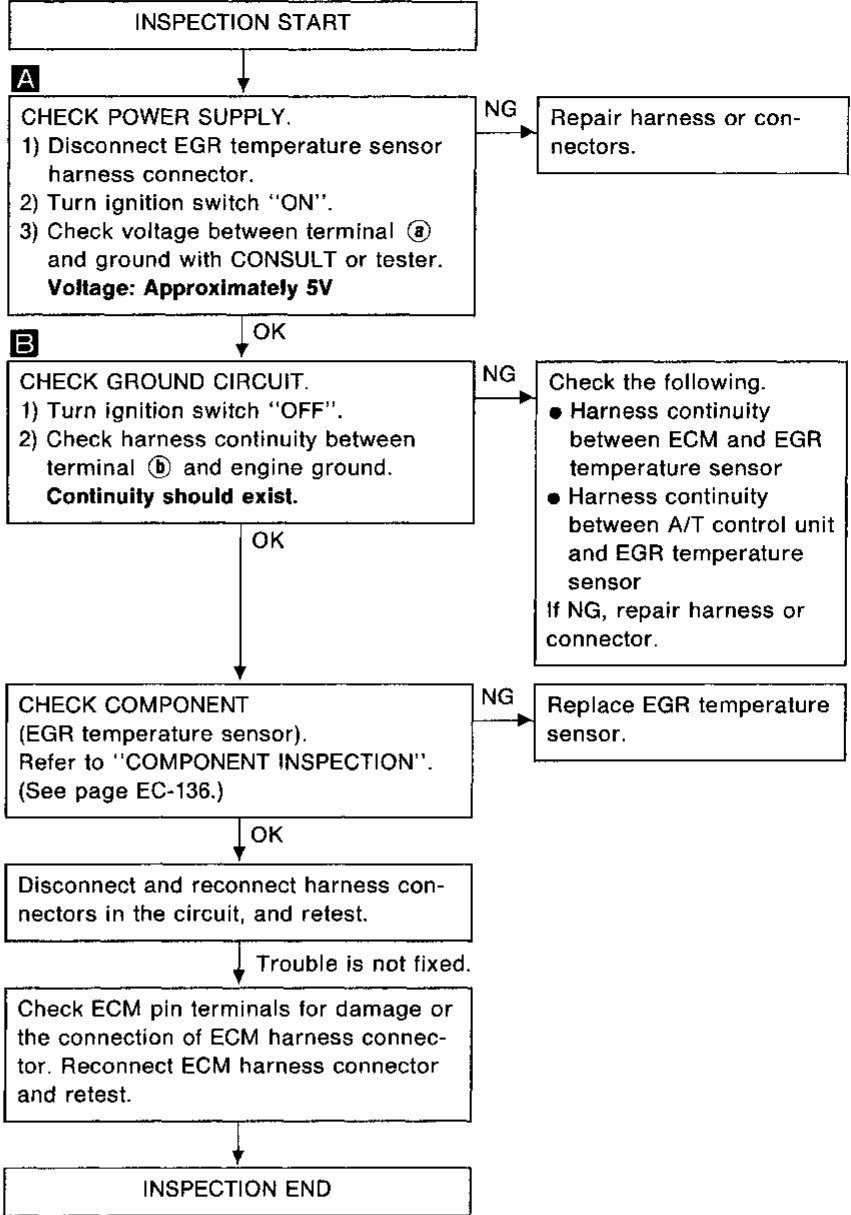 INSPECTION START
A
CHECK POWER SUPPLY.
1) Disconnect EGR temperature sensor
harness connector.
2) Turn ignition switch "ON".
3) Check voltage between terminal ⓐ
and ground with CONSULT or tester.
Voltage: Approximately 5V
NG
Repair harness or con-
nectors.
OK
B
CHECK GROUND CIRCUIT.
1) Turn ignition switch "OFF".
2) Check harness continuity between
terminal ⓑ and engine ground.
Continuity should exist.
NG
Check the following.
● Harness continuity
between ECM and EGR
temperature sensor
● Harness continuity
between A/T control unit
and EGR temperature
sensor
If NG, repair harness or
connector.
OK
CHECK COMPONENT
(EGR temperature sensor).
Refer to "COMPONENT INSPECTION".
(See page EC-136.)
NG
Replace EGR temperature
sensor.
OK
Disconnect and reconnect harness con-
nectors in the circuit, and retest.
Trouble is not fixed.
Check ECM pin terminals for damage or
the connection of ECM harness connec-
tor. Reconnect ECM harness connector
and retest.
INSPECTION END